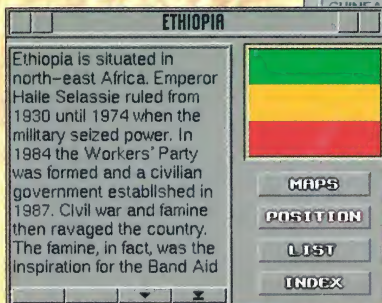 ETHIOPIA
Ethiopia is situated in
north-east Africa. Emperor
Haile Selassie ruled from
1930 until 1974 when the
military seized power. In
1984 the Workers' Party
was formed and a civilian
government established in
1987. Civil war and famine
then ravaged the country.
The famine, in fact, was the
inspiration for the Band Aid
MAPS
POSITION
LIST
INDEX